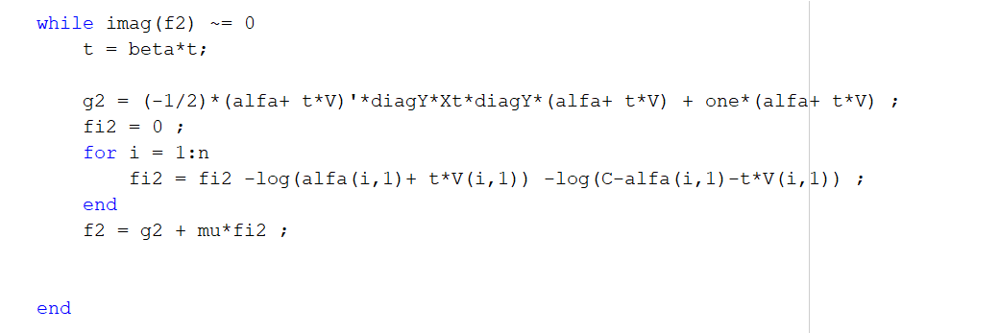 while imag(f2) ~= 0
t = beta*t;
g2 = (-1/2)*(alfa+ t*V)'*diagY*Xt*diagY*(alfa+ t*V) + one*(alfa+ t*V) ;
fi2 = 0 ;
for i = 1:n
fi2 = fi2 -log(alfa(i,1)+ t*V(i,1)) -log(C-alfa(i,1)-t*V(i,1)) ;
end
f2 = g2 + mu*fi2 ;
end